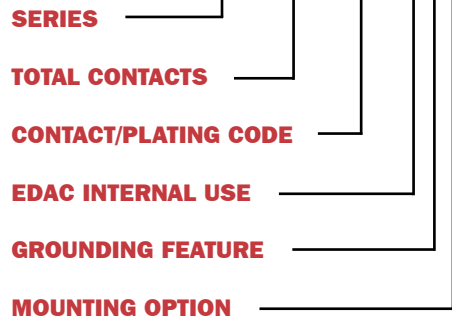 SERIES
TOTAL CONTACTS
CONTACT/PLATING CODE
EDAC INTERNAL USE
GROUNDING FEATURE
MOUNTING OPTION